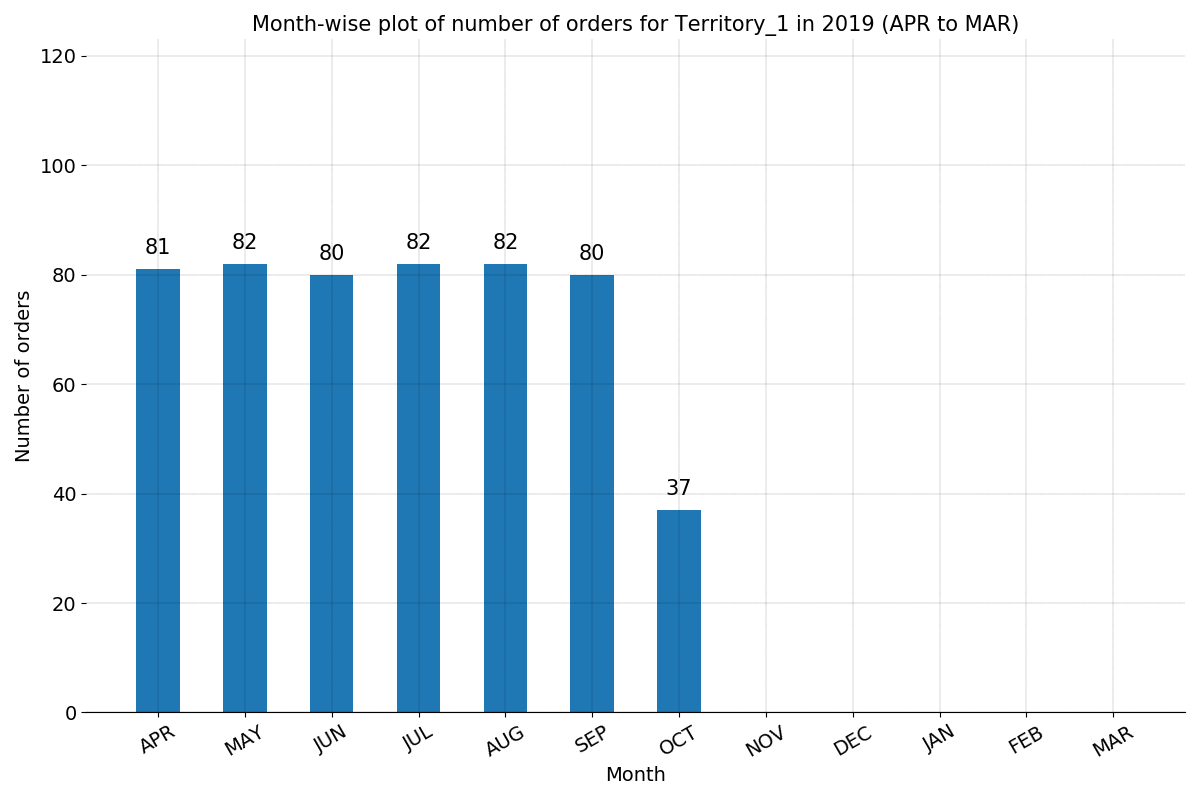 Month-wise plot of number of orders for Territory_1 in 2019 (APR to MAR)
120
100
80
60
40
20
0
Number of orders
81
82
80
82
82
80
37
APR
MAY
JUN
JUL
AUG
SEP
OCT
NOV
DEC
JAN
FEB
MAR
Month